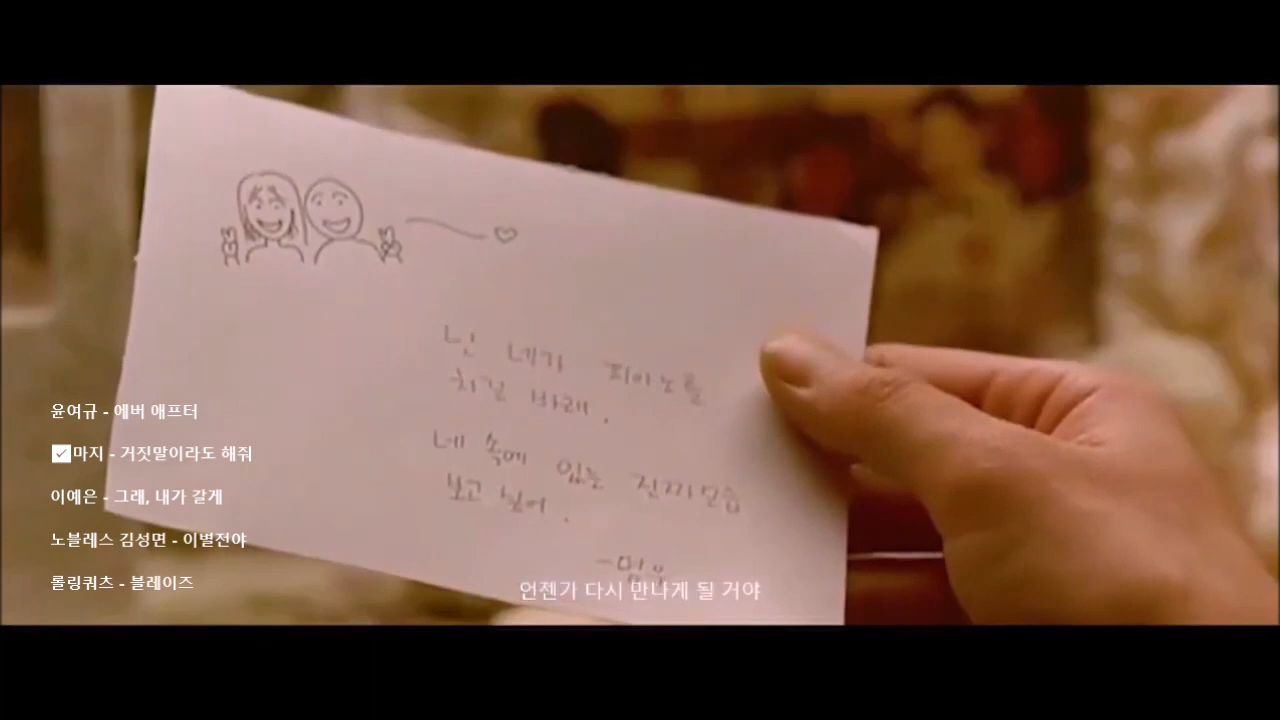 난 네가 피아노를
치길 바래.
네 속에 있는 진짜모습
보고 싶어.
윤여규 - 에버 애프터
마지 - 거짓말이라도 해줘
이예은 - 그래, 내가 갈게
노블레스 김성면 - 이별전야
롤링쿼츠 - 블레이즈
언젠가 다시 만나게 될 거야